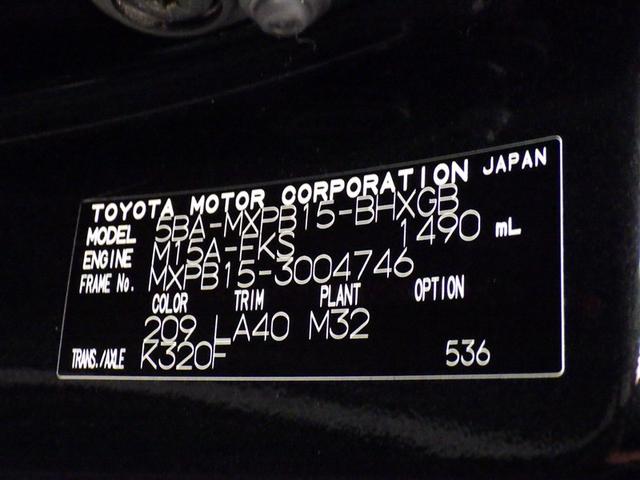 TOYOTA MOTOR CORPORATION JAPAN
MODEL 5BA-MXPB15-BHXGB
ENGINE M15A-FKS 1490 mL
FRAME No. MXPB15-3004746
COLOR TRIM PLANT OPTION
209 LA40 M32
TRANS./AXLE K320F 536